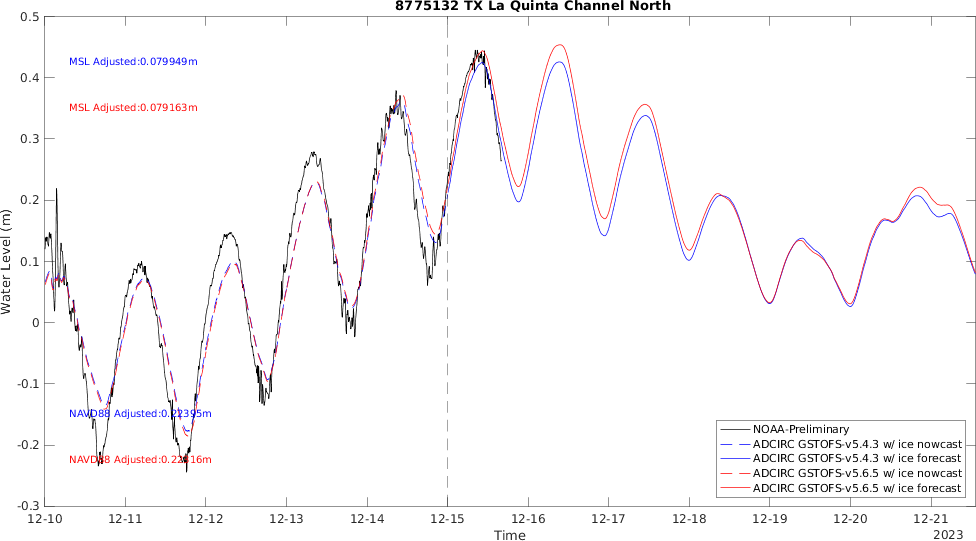 8775132 TX La Quinta Channel North
0.5
0.4
0.3
0.2
0.1
0
-0.1
-0.2
-0.3
Water Level (m)
MSL Adjusted:0.079949m
MSL Adjusted:0.079163m
NAVD88 Adjusted:0.22395m
NAVD88 Adjusted:
NOAA-Preliminary
ADCIRC GSTOFS-v5.4.3 w/ ice nowcast
ADCIRC GSTOFS-v5.4.3 w/ ice forecast
ADCIRC GSTOFS-v5.6.5 w/ ice nowcast
ADCIRC GSTOFS-v5.6.5 w/ ice forecast
12-10 12-11 12-12 12-13 12-14 12-15 12-16 12-17 12-18 12-19 12-20 12-21
Time
2023